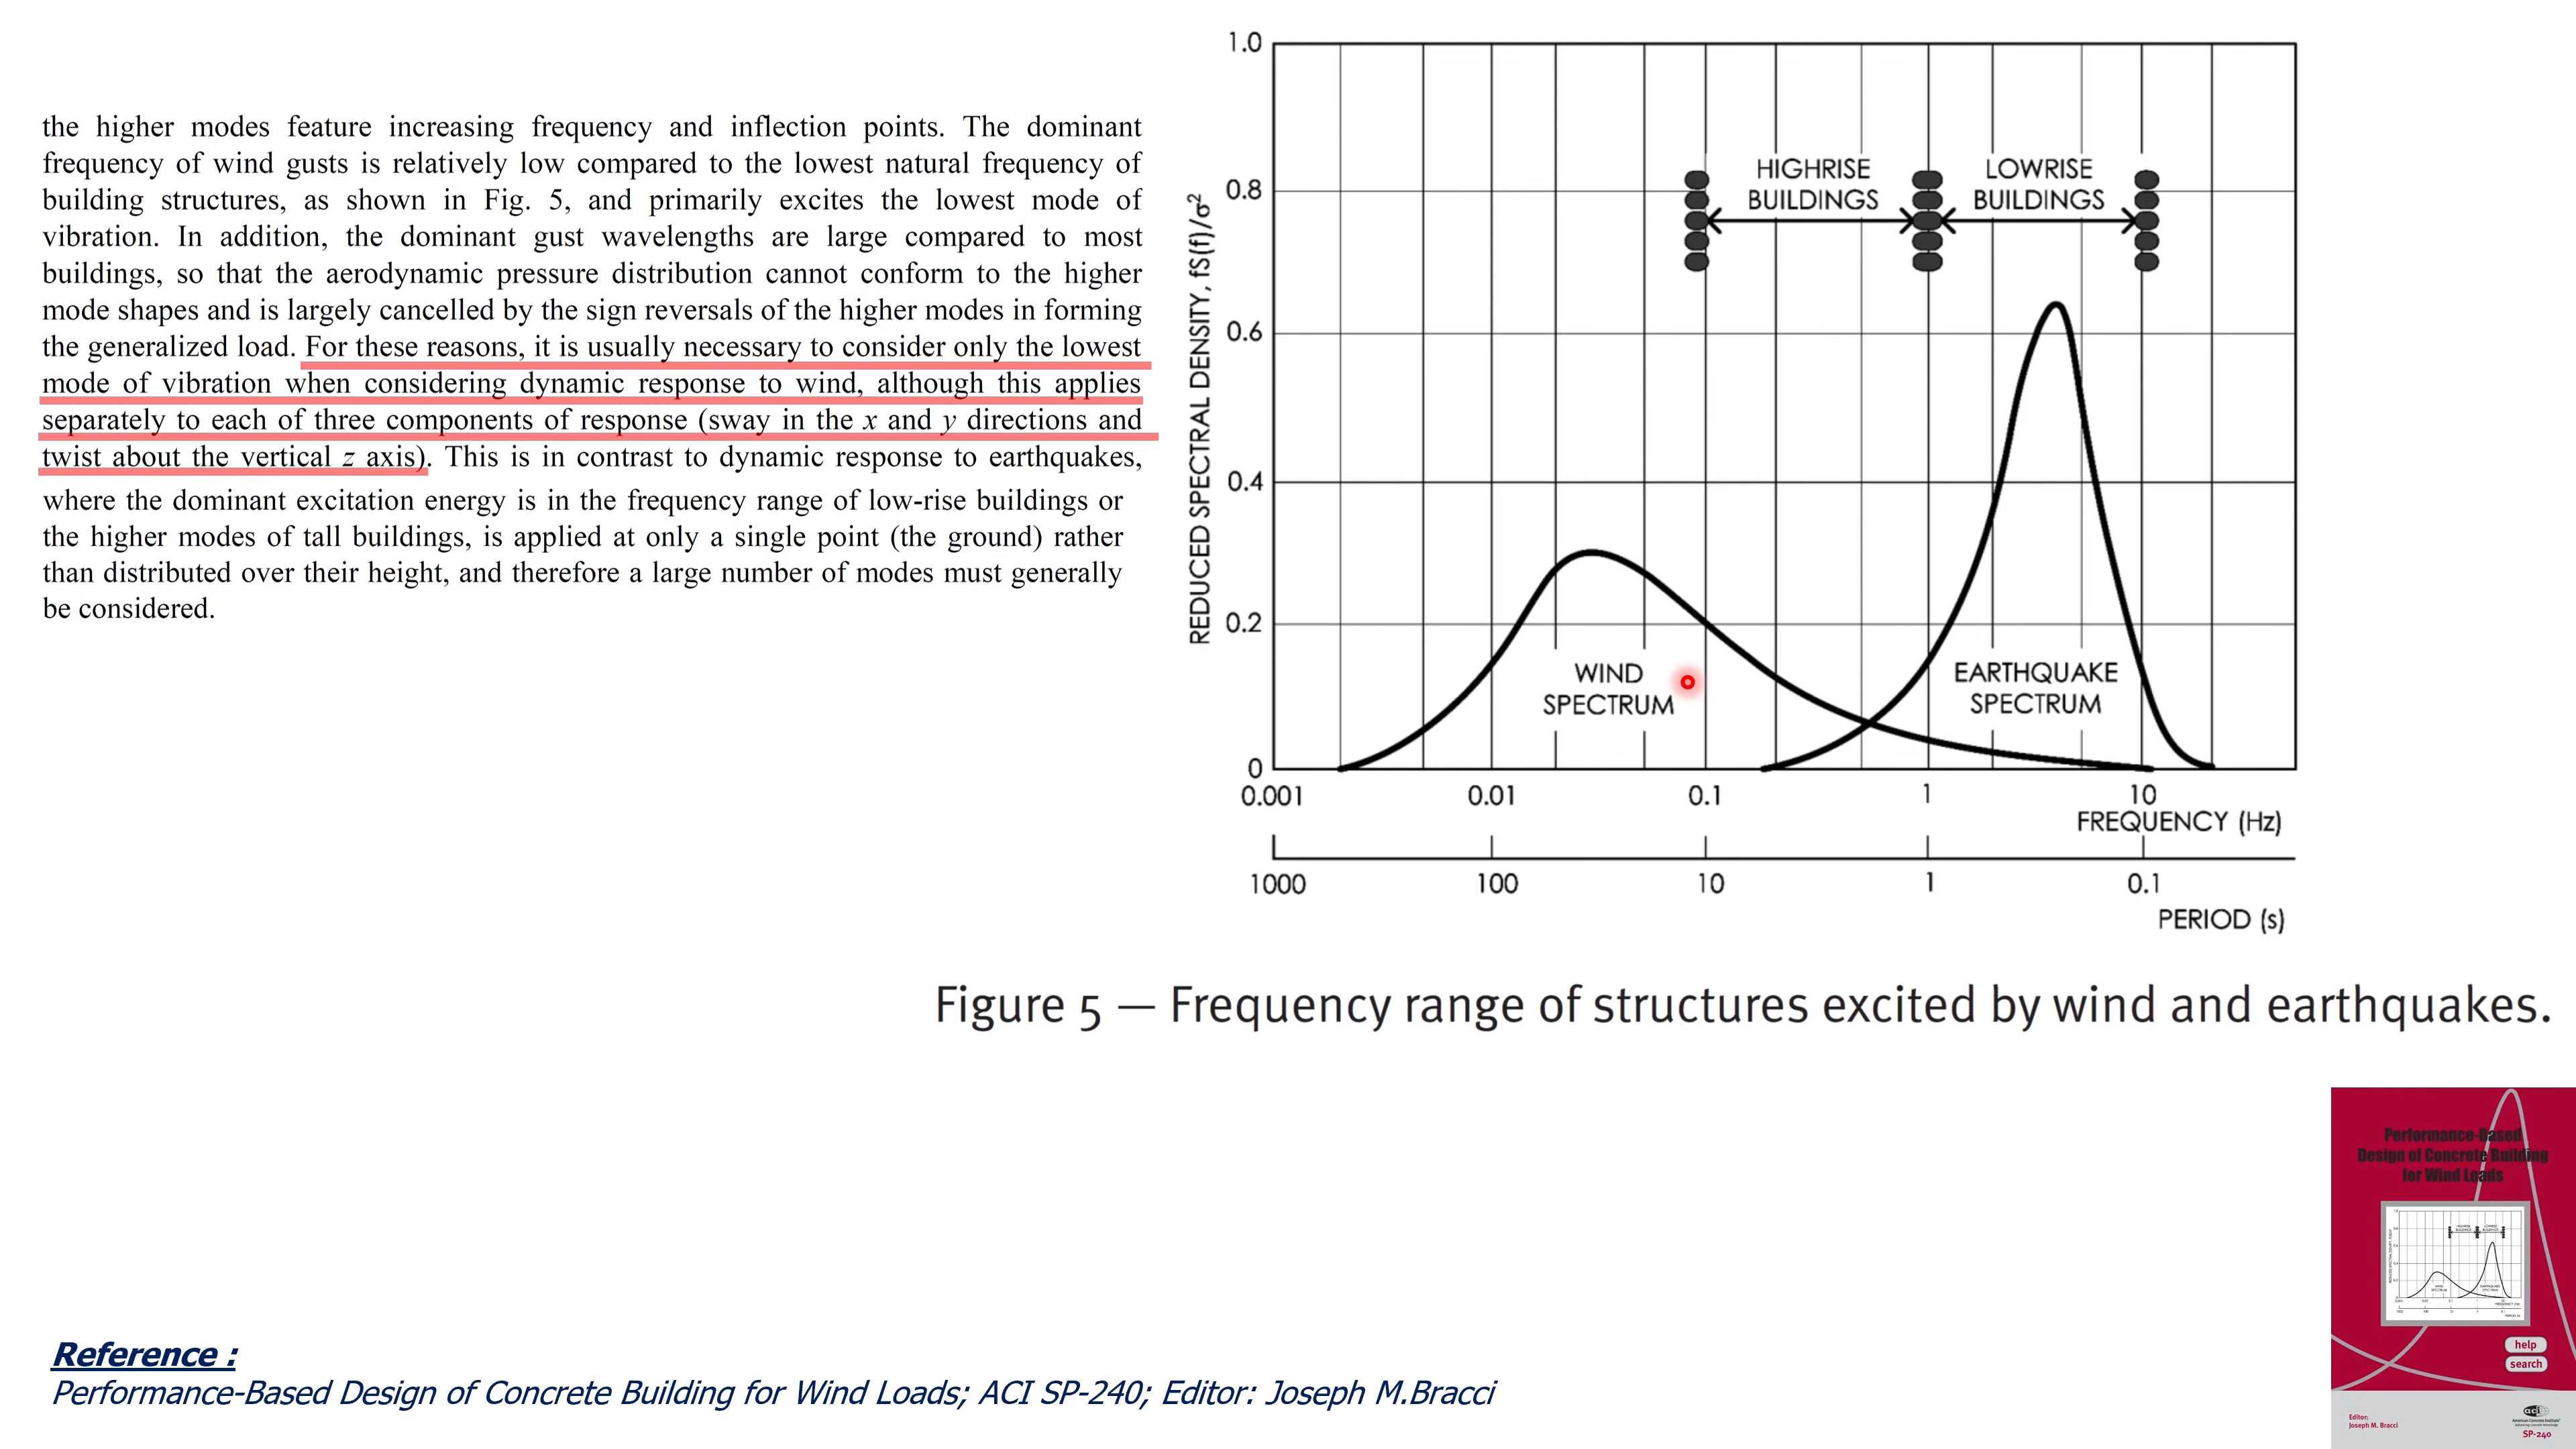 the higher modes feature increasing frequency and inflection points. The dominant
frequency of wind gusts is relatively low compared to the lowest natural frequency of
building structures, as shown in Fig. 5, and primarily excites the lowest mode of
vibration. In addition, the dominant gust wavelengths are large compared to most
buildings, so that the aerodynamic pressure distribution cannot conform to the higher
mode shapes and is largely cancelled by the sign reversals of the higher modes in forming
the generalized load. For these reasons, it is usually necessary to consider only the lowest
mode of vibration when considering dynamic response to wind, although this applies
separately to each of three components of response (sway in the x and y directions and
twist about the vertical z axis). This is in contrast to dynamic response to earthquakes,
where the dominant excitation energy is in the frequency range of low-rise buildings or
the higher modes of tall buildings, is applied at only a single point (the ground) rather
than distributed over their height, and therefore a large number of modes must generally
be considered.
REDUCED SPECTRAL DENSITY, fS(f)/σ²
1.0
0.8
0.6
0.4
0.2
0
HIGHRISE
BUILDINGS
LOWRISE
BUILDINGS
WIND
SPECTRUM
EARTHQUAKE
SPECTRUM
0.001 0.01 0.1 1 10
FREQUENCY (Hz)
1000 100 10 1 0.1
PERIOD (s)
Figure 5 — Frequency range of structures excited by wind and earthquakes.
Reference :
Performance-Based Design of Concrete Building for Wind Loads; ACI SP-240; Editor: Joseph M.Bracci
Performance-Based
Design of Concrete Building
for Wind Loads
help
search
Editor:
Joseph M. Bracci
aci
American Concrete Institute
SP-240